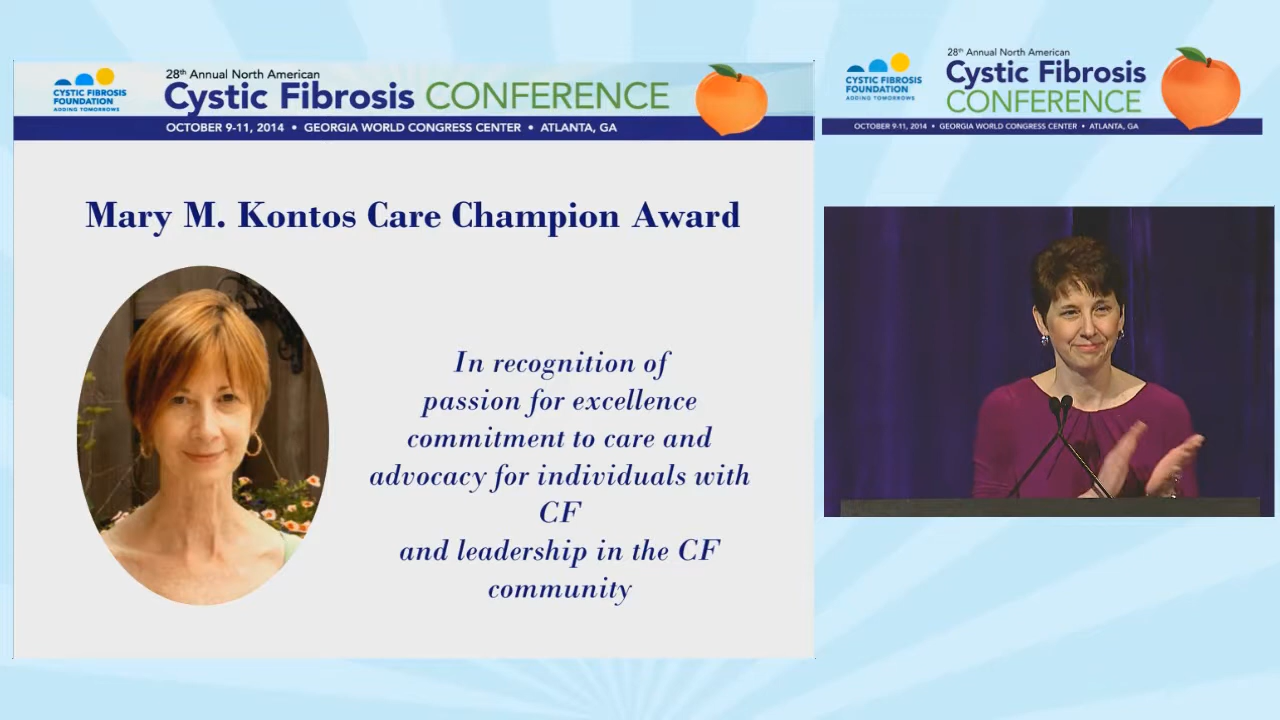 28th Annual North American
Cystic Fibrosis CONFERENCE
CYSTIC FIBROSIS
FOUNDATION
ADDING TOMORROWS
OCTOBER 9-11, 2014 • GEORGIA WORLD CONGRESS CENTER • ATLANTA, GA
Mary M. Kontos Care Champion Award
In recognition of
passion for excellence
commitment to care and
advocacy for individuals with
CF
and leadership in the CF
community
28th Annual North American
Cystic Fibrosis
CONFERENCE
CYSTIC FIBROSIS
FOUNDATION
ADDING TOMORROWS
OCTOBER 9-11, 2014 • GEORGIA WORLD CONGRESS CENTER • ATLANTA, GA